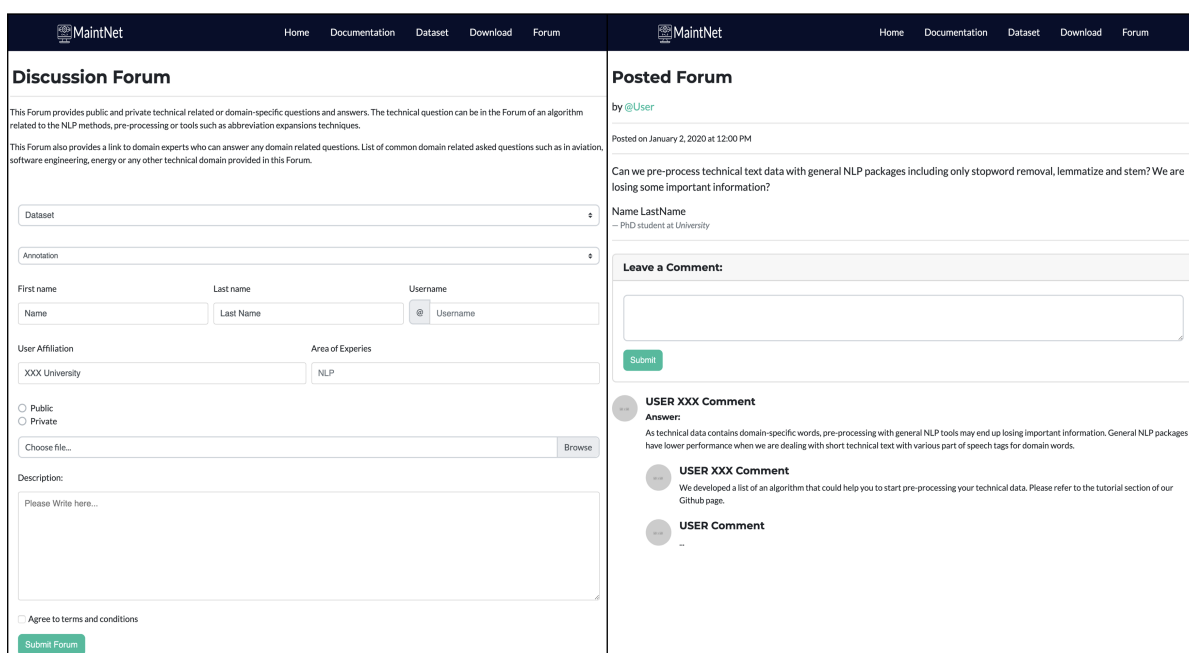 MaintNet
Home Documentation Dataset Download Forum
Discussion Forum
This Forum provides public and private technical related or domain-specific questions and answers. The technical question can be in the Forum of an algorithm
related to the NLP methods, pre-processing or tools such as abbreviation expansions techniques.
This Forum also provides a link to domain experts who can answer any domain related questions. List of common domain related asked questions such as in aviation,
software engineering, energy or any other technical domain provided in this Forum.
Dataset
Annotation
First name Last name Username
Name Last Name @ Username
User Affiliation Area of Experies
XXX University NLP
Public
Private
Choose file... Browse
Description:
Please Write here...
Agree to terms and conditions
Submit Forum
MaintNet
Home Documentation Dataset Download Forum
Posted Forum
by @User
Posted on January 2, 2020 at 12:00 PM
Can we pre-process technical text data with general NLP packages including only stopword removal, lemmatize and stem? We are
losing some important information?
Name LastName
— PhD student at University
Leave a Comment:
Submit
USER XXX Comment
Answer:
As technical data contains domain-specific words, pre-processing with general NLP tools may end up losing important information. General NLP packages
have lower performance when we are dealing with short technical text with various part of speech tags for domain words.
USER XXX Comment
We developed a list of an algorithm that could help you to start pre-processing your technical data. Please refer to the tutorial section of our
Github page.
USER Comment
...